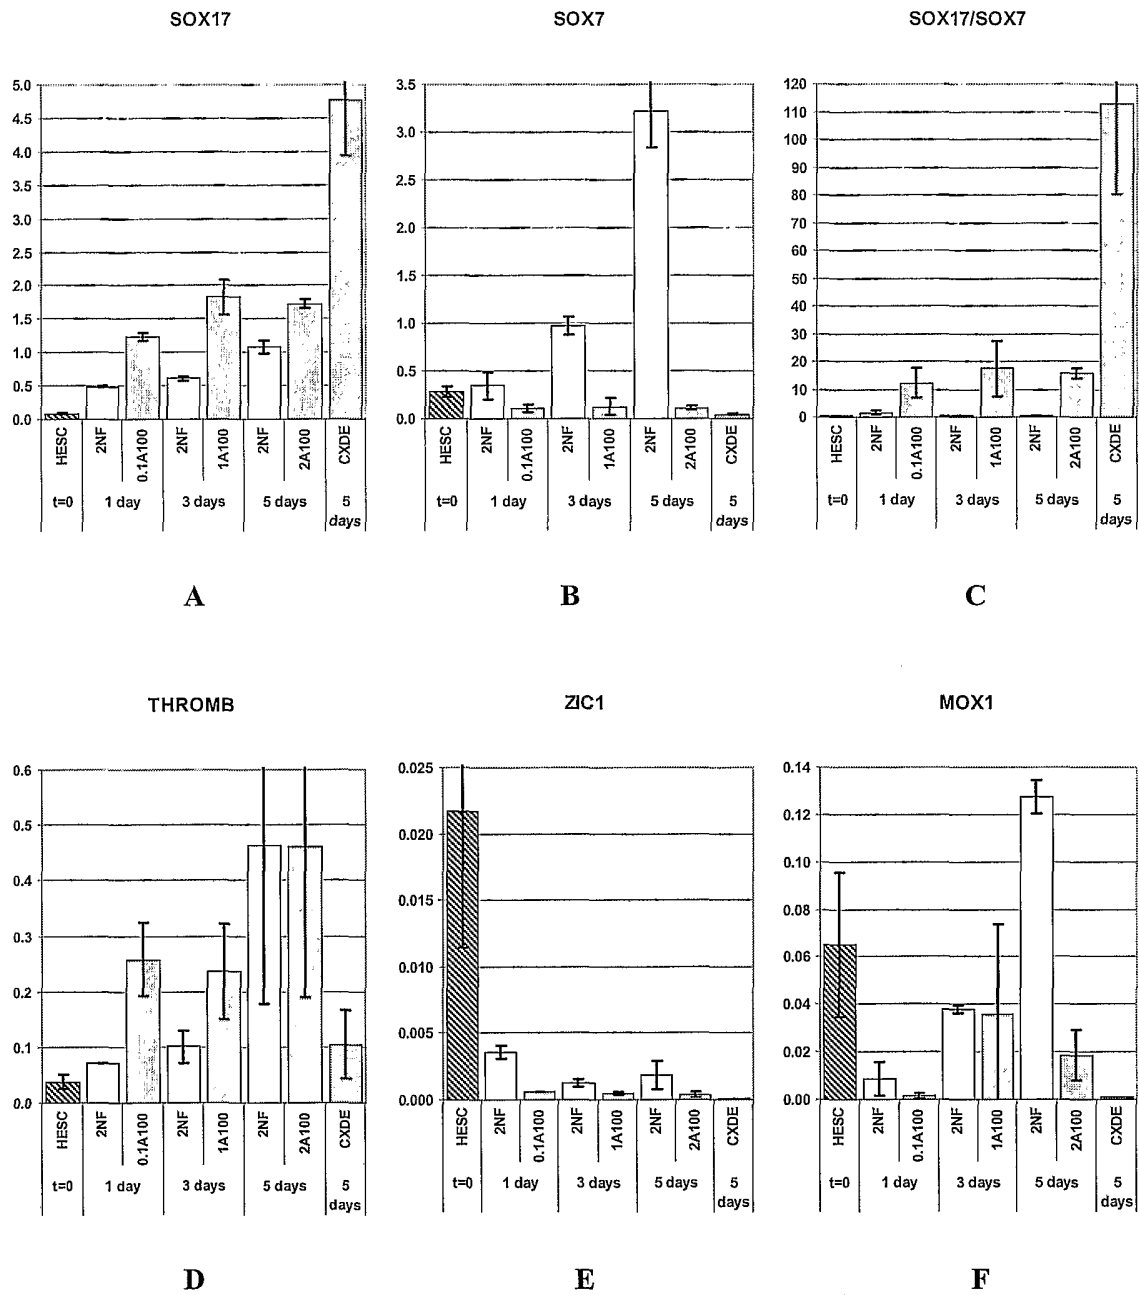 SOX17
SOX7
SOX17/SOX7
5.0
4.5
4.0
3.5
3.0
2.5
2.0
1.5
1.0
0.5
0.0
HESC
2NF
0.1A100
2NF
1A100
2NF
2A100
CXDE
t=0
1 day
3 days
5 days
5
days
3.5
3.0
2.5
2.0
1.5
1.0
0.5
0.0
HESC
2NF
0.1A100
2NF
1A100
2NF
2A100
CXDE
t=0
1 day
3 days
5 days
5
days
120
110
100
90
80
70
60
50
40
30
20
10
0
HESC
2NF
0.1A100
2NF
1A100
2NF
2A100
CXDE
t=0
1 day
3 days
5 days
5
days
A
B
C
THROMB
ZIC1
MOX1
0.6
0.5
0.4
0.3
0.2
0.1
0.0
HESC
2NF
0.1A100
2NF
1A100
2NF
2A100
CXDE
t=0
1 day
3 days
5 days
5
days
0.025
0.020
0.015
0.010
0.005
0.000
HESC
2NF
0.1A100
2NF
1A100
2NF
2A100
CXDE
t=0
1 day
3 days
5 days
5
days
0.14
0.12
0.10
0.08
0.06
0.04
0.02
0.00
HESC
2NF
0.1A100
2NF
1A100
2NF
2A100
CXDE
t=0
1 day
3 days
5 days
5
days
D
E
F